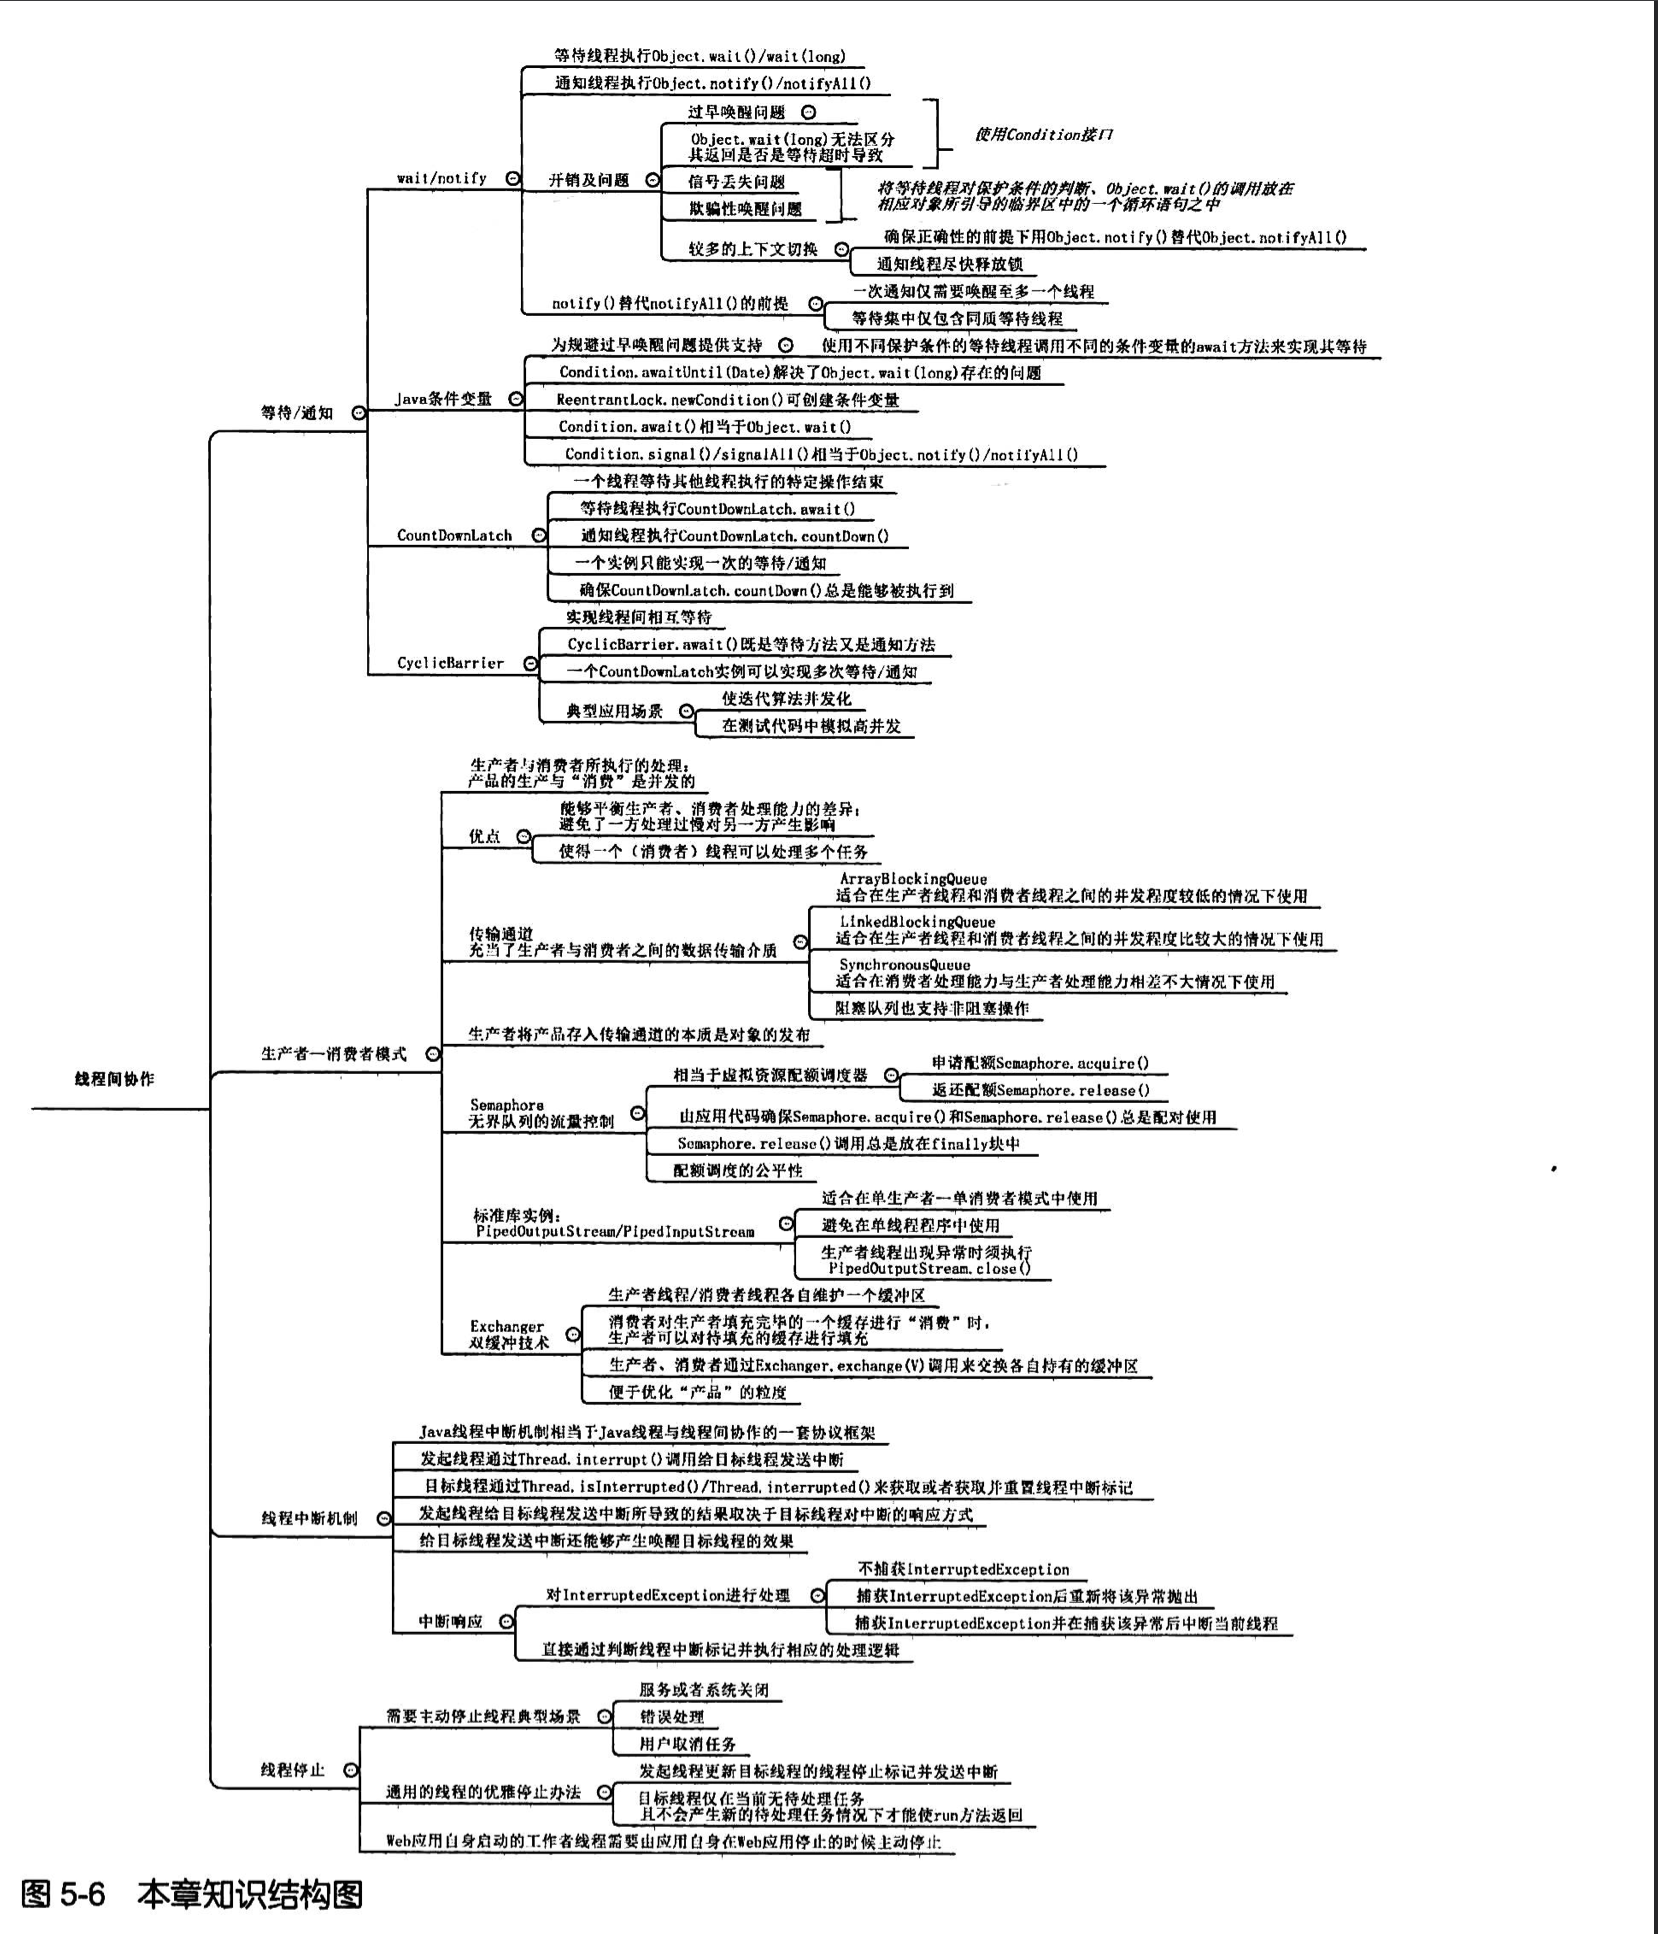 等待线程执行Object.wait()/wait(long)
通知线程执行Object.notify()/notifyAll()
过早唤醒问题
Object.wait(long)无法区分
其返回是否是等待超时导致
使用Condition接口
wait/notify
开销及问题
信号丢失问题
欺骗性唤醒问题
将等待线程对保护条件的判断、Object.wait()的调用放在
相应对象所引导的临界区中的一个循环语句之中
较多的上下文切换
确保正确性的前提下用Object.notify()替代Object.notifyAll()
通知线程尽快释放锁
notify()替代notifyAll()的前提
一次通知仅需要唤醒至多一个线程
等待集中仅包含同质等待线程
等待/通知
Java条件变量
为规避过早唤醒问题提供支持
使用不同保护条件的等待线程调用不同的条件变量的await方法来实现其等待
Condition.awaitUntil(Date)解决了Object.wait(long)存在的问题
ReentrantLock.newCondition()可创建条件变量
Condition.await()相当于Object.wait()
Condition.signal()/signalAll()相当于Object.notify()/notifyAll()
CountDownLatch
一个线程等待其他线程执行的特定操作结束
等待线程执行CountDownLatch.await()
通知线程执行CountDownLatch.countDown()
一个实例只能实现一次的等待/通知
确保CountDownLatch.countDown()总是能够被执行到
CyclicBarrier
实现线程间相互等待
CyclicBarrier.await()既是等待方法又是通知方法
一个CountDownLatch实例可以实现多次等待/通知
典型应用场景
使迭代算法并发化
在测试代码中模拟高并发
线程间协作
生产者—消费者模式
生产者与消费者所执行的处理:
产品的生产与“消费”是并发的
优点
能够平衡生产者、消费者处理能力的差异;
避免了一方处理过慢对另一方产生影响
使得一个（消费者）线程可以处理多个任务
传输通道
充当了生产者与消费者之间的数据传输介质
ArrayBlockingQueue
适合在生产者线程和消费者线程之间的并发程度较低的情况下使用
LinkedBlockingQueue
适合在生产者线程和消费者线程之间的并发程度比较大的情况下使用
SynchronousQueue
适合在消费者处理能力与生产者处理能力相差不大情况下使用
阻塞队列也支持非阻塞操作
生产者将产品存入传输通道的本质是对象的发布
Semaphore
无界队列的流量控制
相当于虚拟资源配额调度器
申请配额Semaphore.acquire()
返还配额Semaphore.release()
由应用代码确保Semaphore.acquire()和Semaphore.release()总是配对使用
Semaphore.release()调用总是放在finally块中
配额调度的公平性
标准库实例:
PipedOutputStream/PipedInputStream
适合在单生产者—单消费者模式中使用
避免在单线程程序中使用
生产者线程出现异常时须执行
PipedOutputStream.close()
Exchanger
双缓冲技术
生产者线程/消费者线程各自维护一个缓冲区
消费者对生产者填充完毕的一个缓存进行“消费”时，
生产者可以对待填充的缓存进行填充
生产者、消费者通过Exchanger.exchange(V)调用来交换各自持有的缓冲区
便于优化“产品”的粒度
线程中断机制
Java线程中断机制相当于Java线程与线程间协作的一套协议框架
发起线程通过Thread.interrupt()调用给目标线程发送中断
目标线程通过Thread.isInterrupted()/Thread.interrupted()来获取或者获取并重置线程中断标记
发起线程给目标线程发送中断所导致的结果取决于目标线程对中断的响应方式
给目标线程发送中断还能够产生唤醒目标线程的效果
中断响应
对InterruptedException进行处理
不捕获InterruptedException
捕获InterruptedException后重新将该异常抛出
捕获InterruptedException并在捕获该异常后中断当前线程
直接通过判断线程中断标记并执行相应的处理逻辑
线程停止
需要主动停止线程典型场景
服务或者系统关闭
错误处理
用户取消任务
通用的线程的优雅停止办法
发起线程更新目标线程的线程停止标记并发送中断
目标线程仅在当前无待处理任务
且不会产生新的待处理任务情况下才能使run方法返回
Web应用自身启动的工作者线程需要由应用自身在Web应用停止的时候主动停止
图 5-6 本章知识结构图